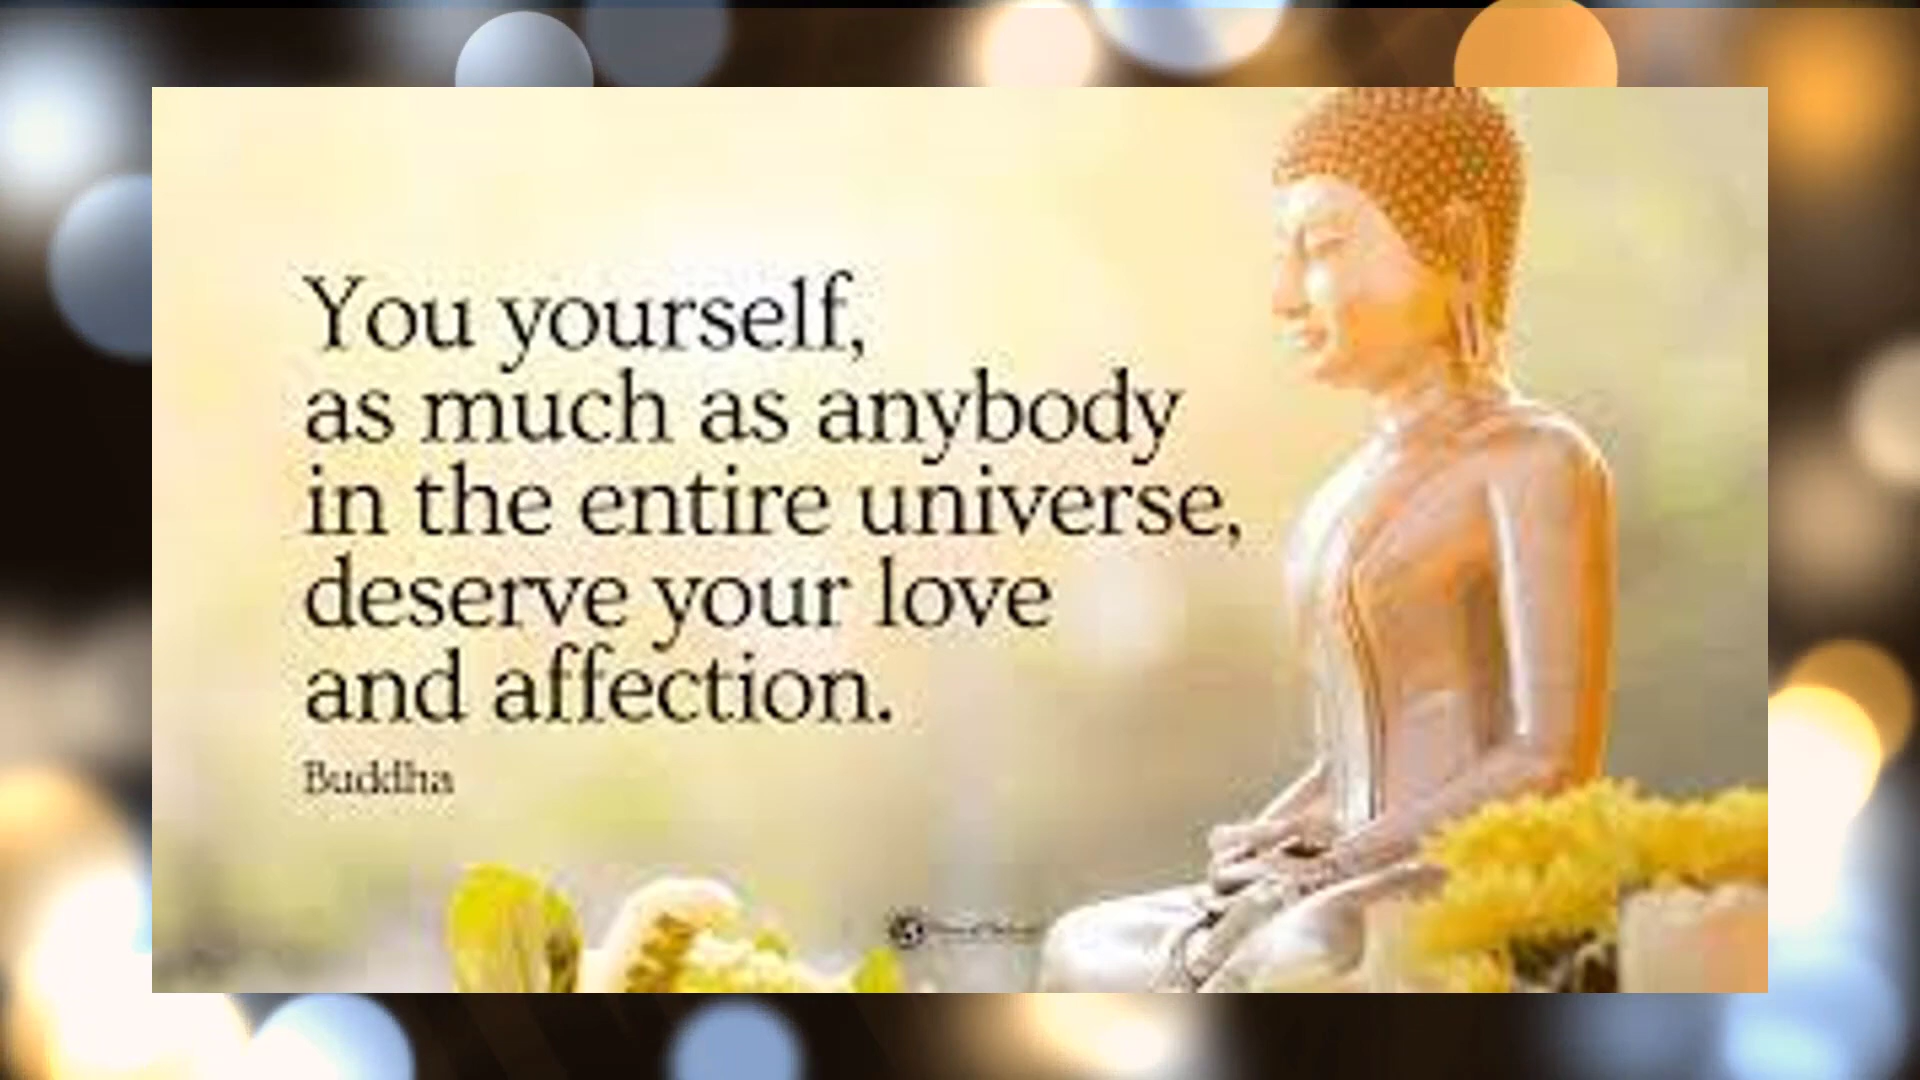 You yourself,
as much as anybody
in the entire universe,
deserve your love
and affection.
Buddha